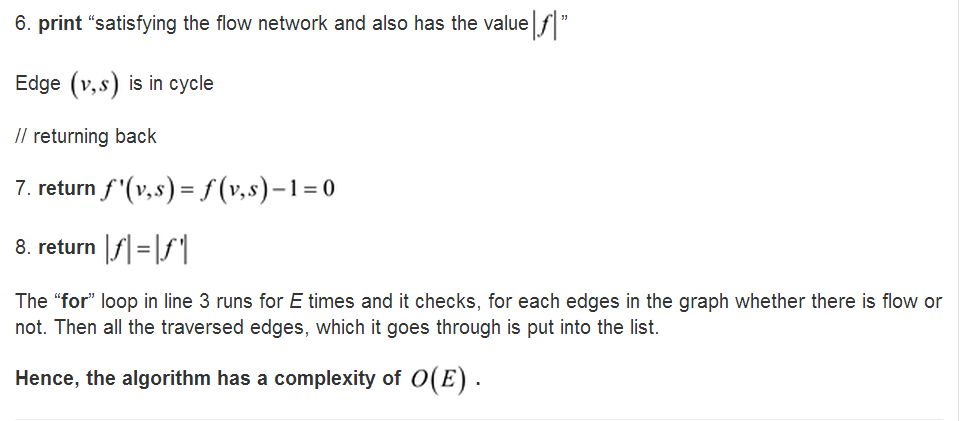 6. print “satisfying the flow network and also has the value|f|”
Edge (v,s) is in cycle
// returning back
7. return f'(v,s)= f(v,s)−1=0
8. return |f|=|f'|
The “for” loop in line 3 runs for E times and it checks, for each edges in the graph whether there is flow or
not. Then all the traversed edges, which it goes through is put into the list.
Hence, the algorithm has a complexity of O(E) .